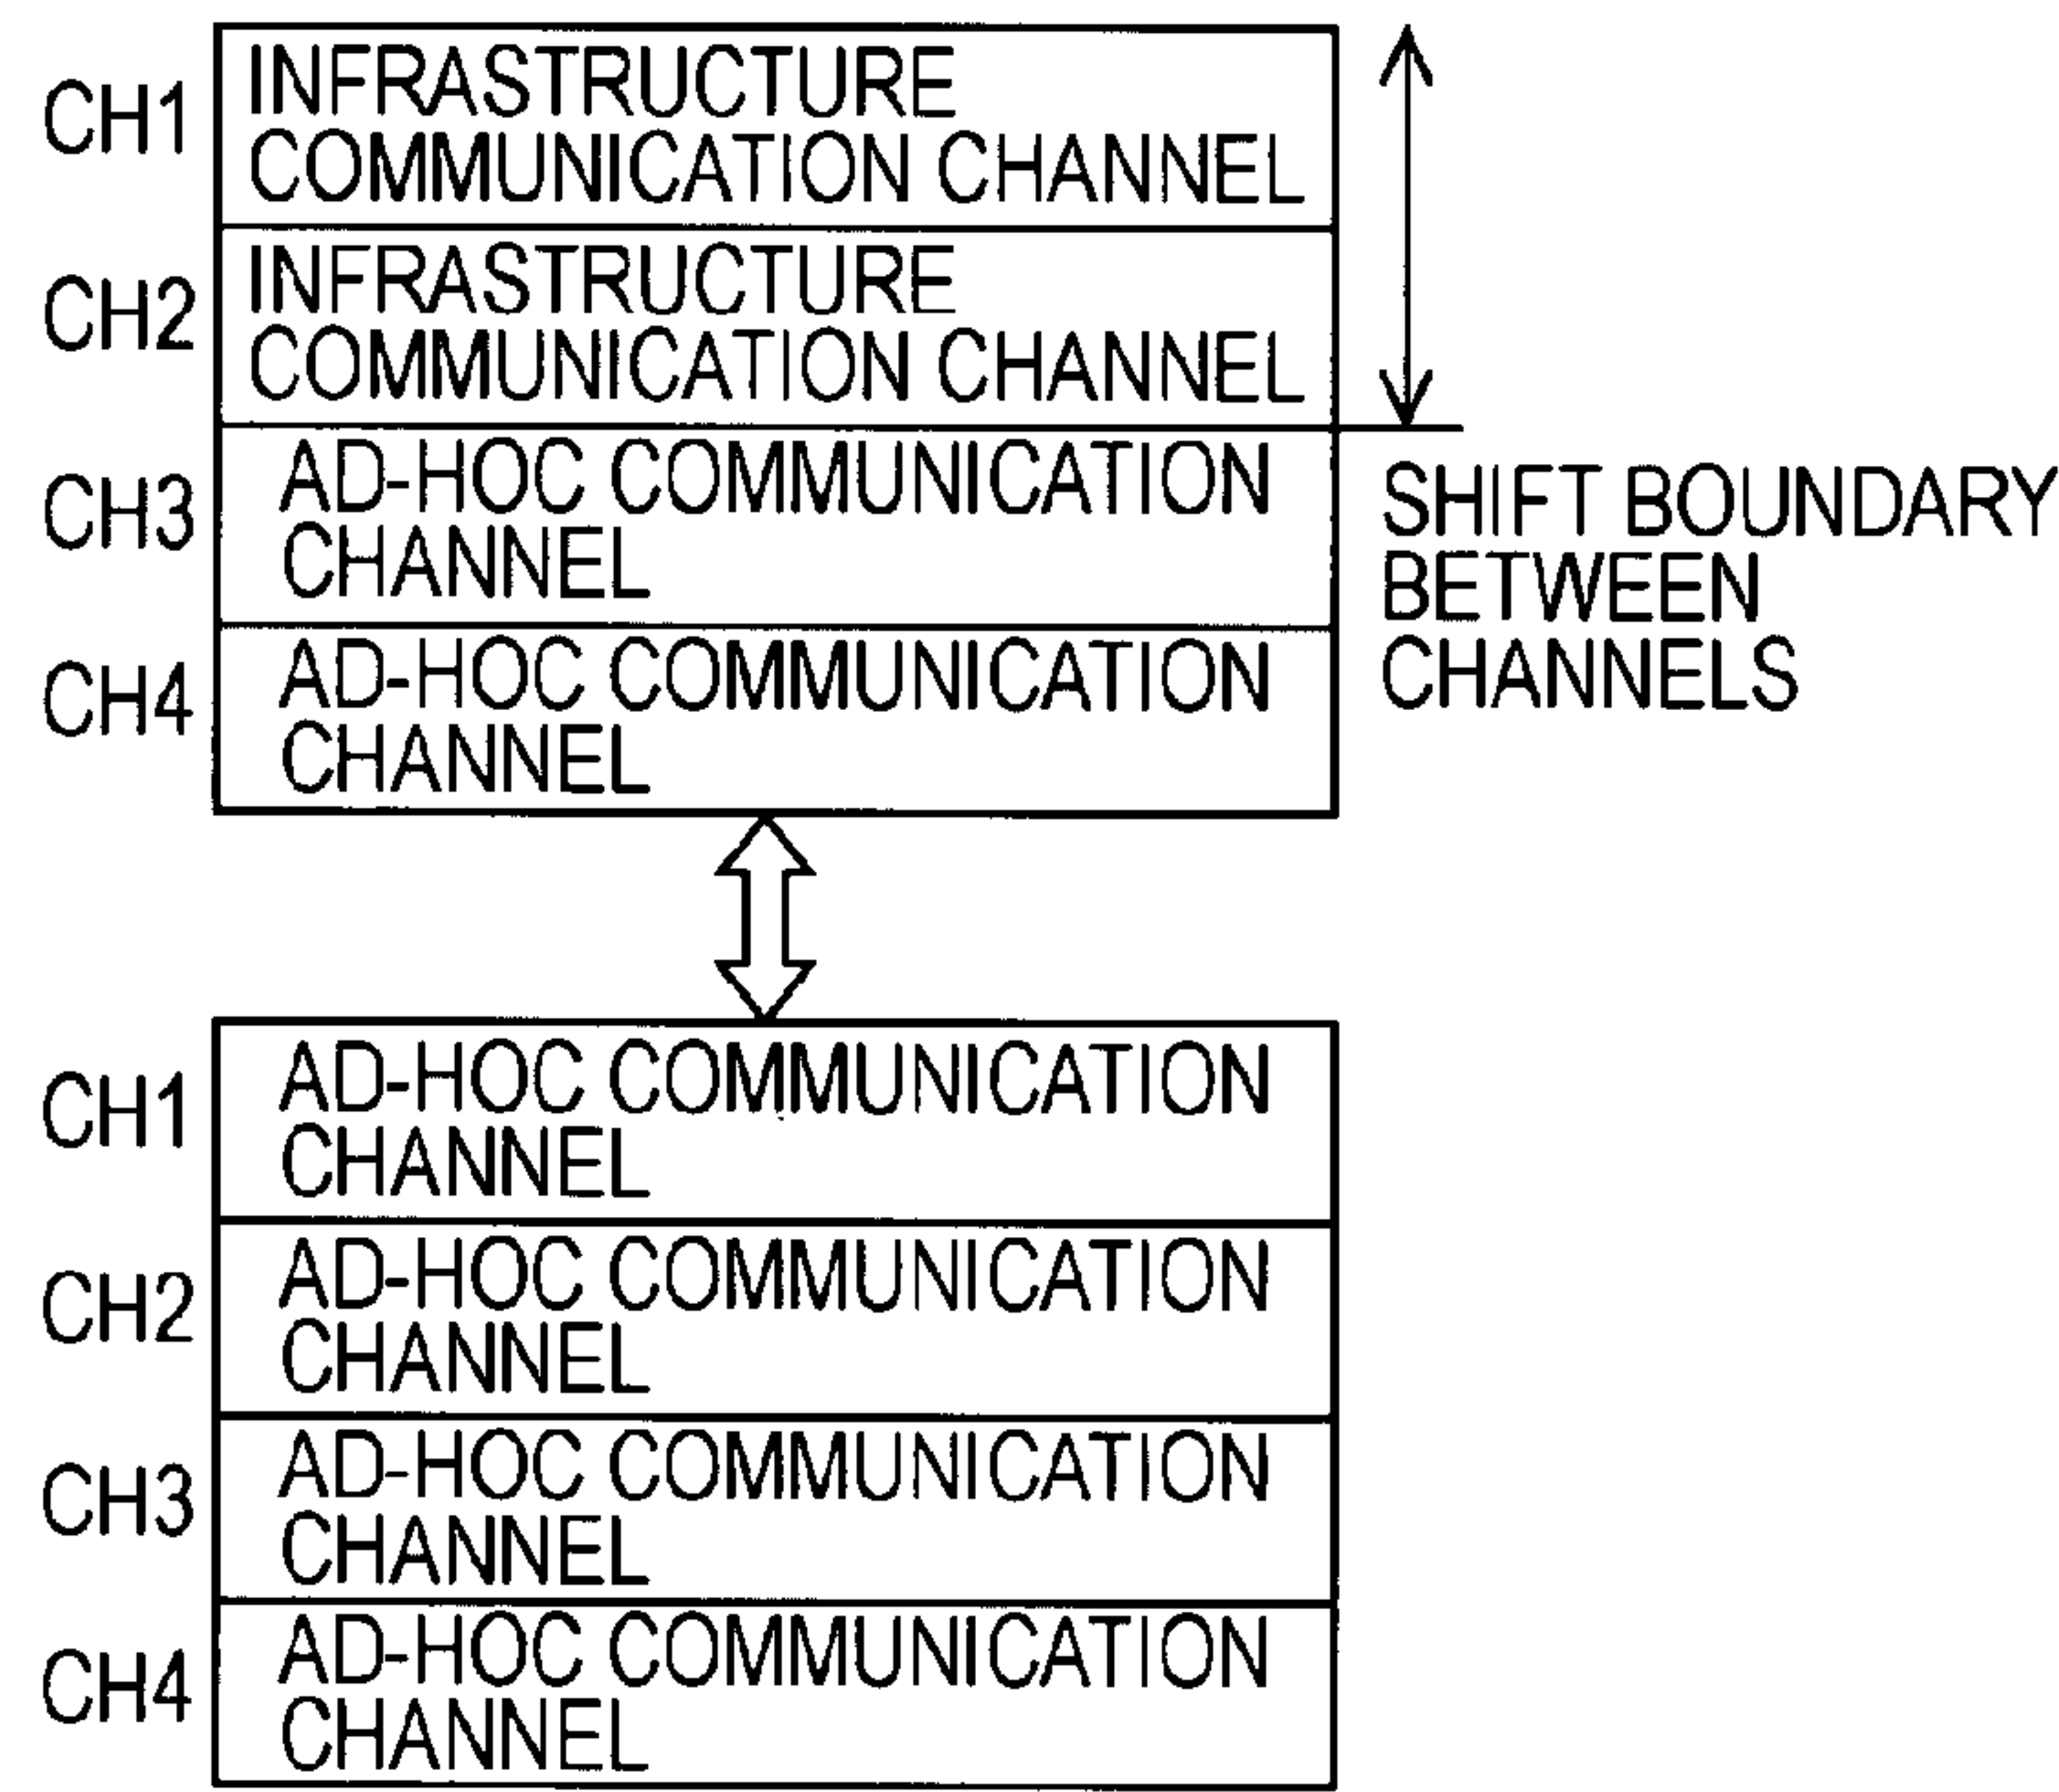 CH1
INFRASTRUCTURE
COMMUNICATION CHANNEL
CH2
INFRASTRUCTURE
COMMUNICATION CHANNEL
CH3
AD-HOC COMMUNICATION
CHANNEL
CH4
AD-HOC COMMUNICATION
CHANNEL
SHIFT BOUNDARY
BETWEEN
CHANNELS
CH1
AD-HOC COMMUNICATION
CHANNEL
CH2
AD-HOC COMMUNICATION
CHANNEL
CH3
AD-HOC COMMUNICATION
CHANNEL
CH4
AD-HOC COMMUNICATION
CHANNEL